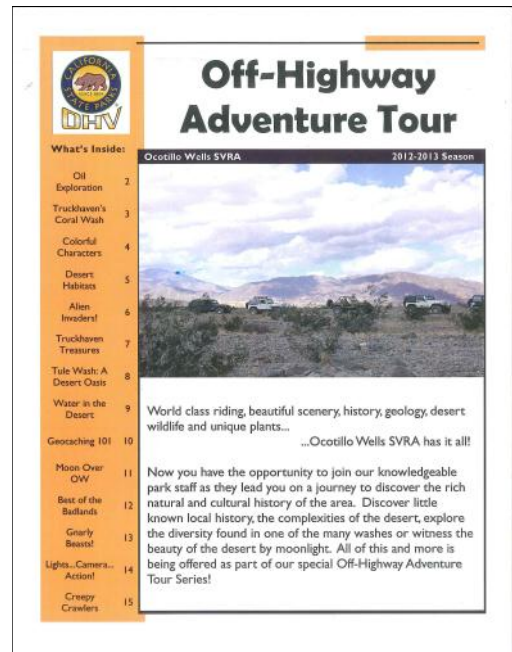 CALIFORNIA
STATE PARKS
SINCE 1864
OHV
Off-Highway
Adventure Tour
What's Inside:
Oil
Exploration 2
Truckhaven's
Coral Wash 3
Colorful
Characters 4
Desert
Habitats 5
Alien
Invaders! 6
Truckhaven
Treasures 7
Tule Wash: A
Desert Oasis 8
Water in the
Desert 9
Geocaching 101 10
Moon Over
OW 11
Best of the
Badlands 12
Gnarly
Beasts! 13
Lights...Camera...
Action! 14
Creepy
Crawlers 15
Ocotillo Wells SVRA 2012-2013 Season
World class riding, beautiful scenery, history, geology, desert
wildlife and unique plants...
...Ocotillo Wells SVRA has it all!
Now you have the opportunity to join our knowledgeable
park staff as they lead you on a journey to discover the rich
natural and cultural history of the area. Discover little
known local history, the complexities of the desert, explore
the diversity found in one of the many washes or witness the
beauty of the desert by moonlight. All of this and more is
being offered as part of our special Off-Highway Adventure
Tour Series!